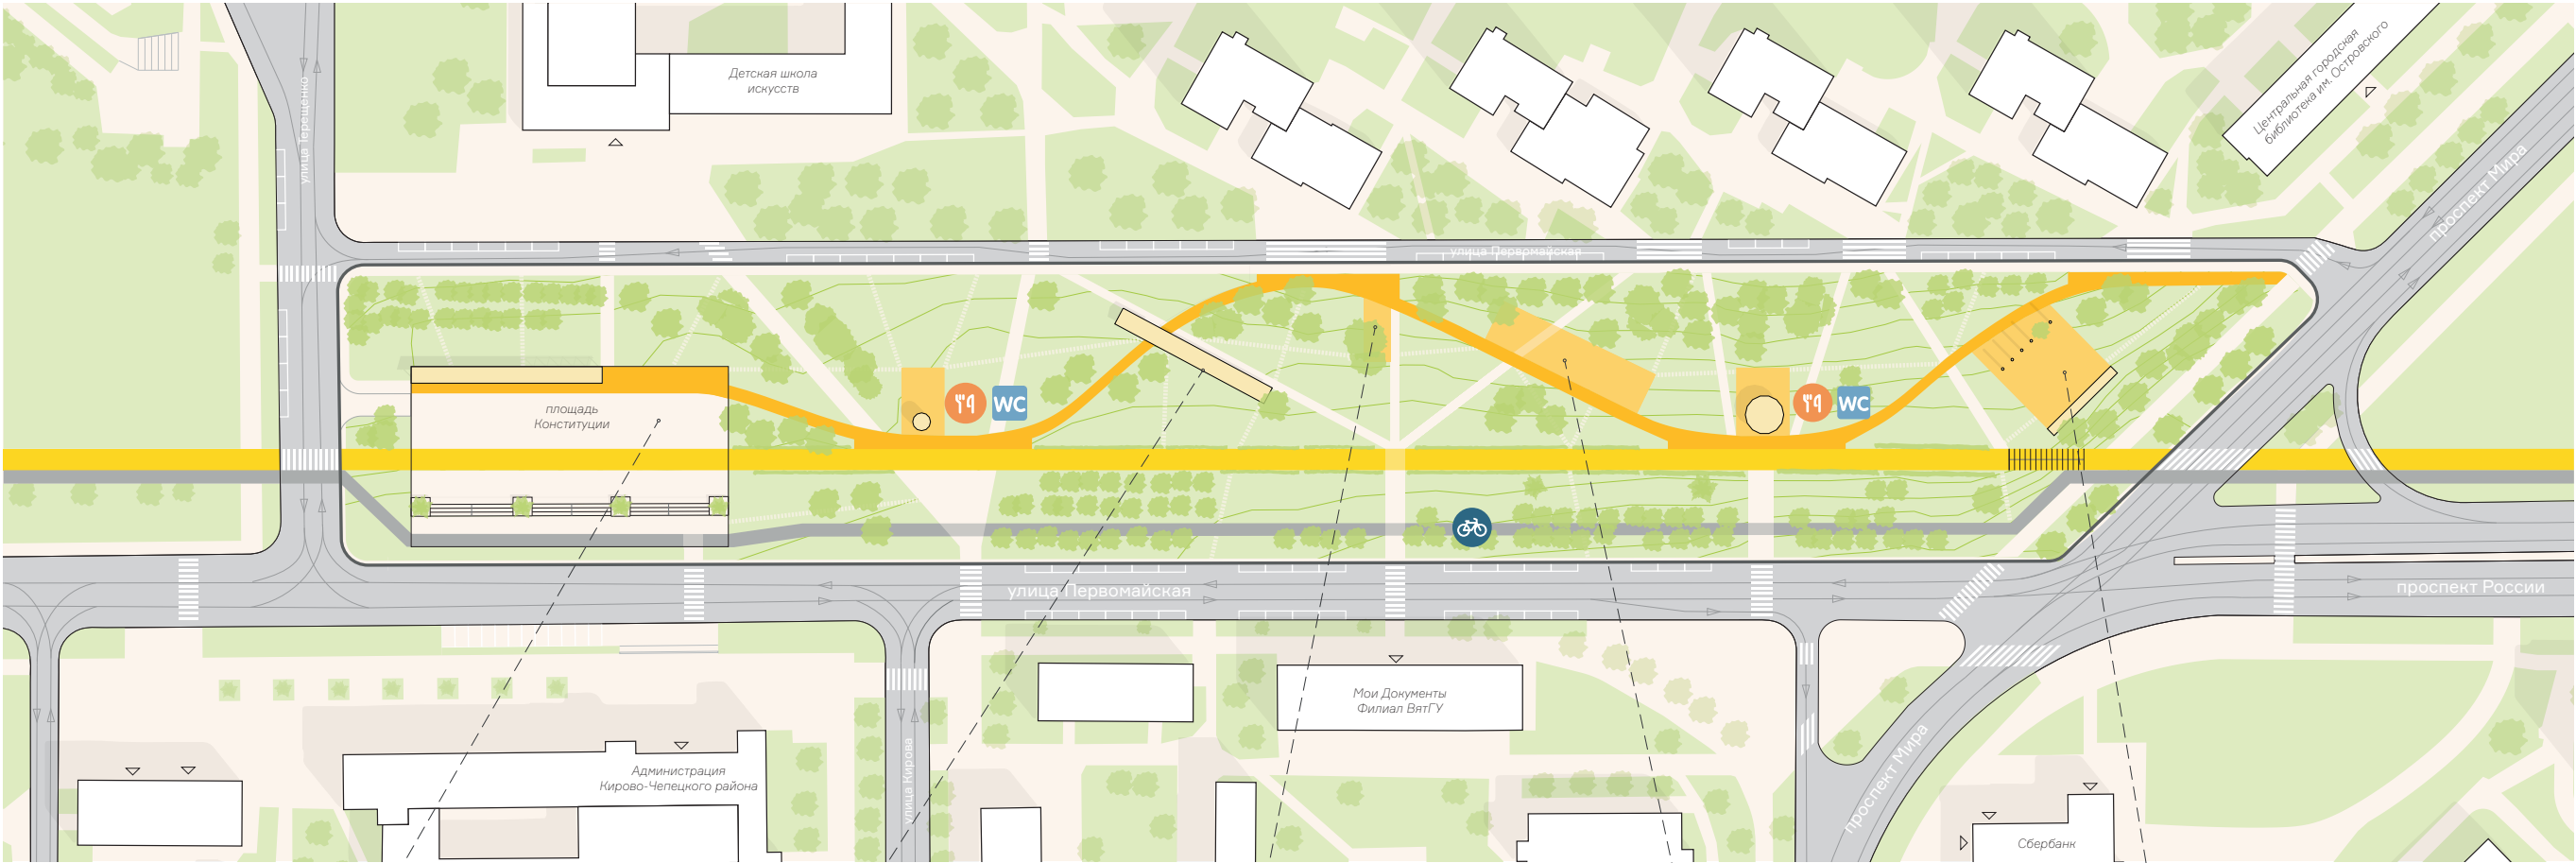 Детская школа
искусств
Центральная городская
библиотека им. Островского
улица Терещенко
проспект Мира
улица Первомайская
площадь
Конституции
WC
WC
улица Первомайская
проспект России
Мои Документы
Филиал ВятГУ
Администрация
Кирово-Чепецкого района
улица Кирова
проспект Мира
Сбербанк